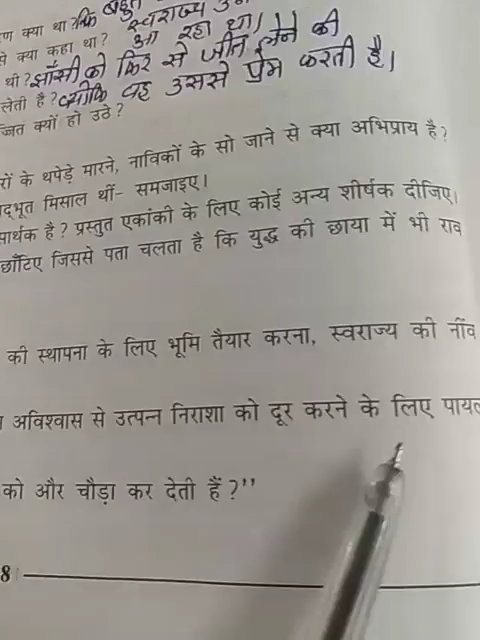 रण क्या था? कि बहुत
से क्या कहा था? स्वराज्य
आ रहा था।
थी? झाँसी को फिर से जीत लेने की
लेती है? क्योंकि वह उससे प्रेम करती है।
ज्जित क्यों हो उठे?
रों के थपेड़े मारने, नाविकों के सो जाने से क्या अभिप्राय है?
द्भूत मिसाल थीं- समजाइए।
सार्थक है? प्रस्तुत एकांकी के लिए कोई अन्य शीर्षक दीजिए।
छाँटिए जिससे पता चलता है कि युद्ध की छाया में भी राव
की स्थापना के लिए भूमि तैयार करना, स्वराज्य की नींव
अविश्वास से उत्पन्न निराशा को दूर करने के लिए पायल
को और चौड़ा कर देती हैं?''
8